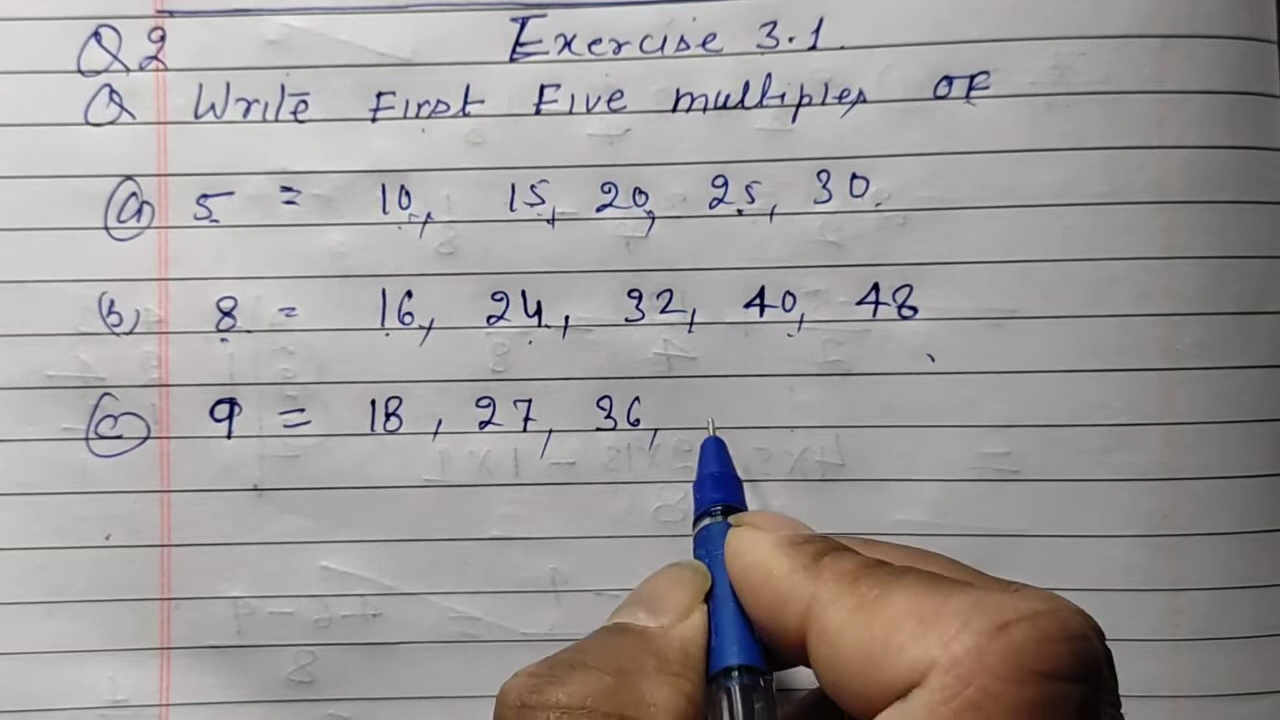 Q2 Exercise 3.1
Q Write First Five multiples OF
(a) 5 = 10, 15, 20, 25, 30.
(b) 8 = 16, 24, 32, 40, 48
(c) 9 = 18, 27, 36,